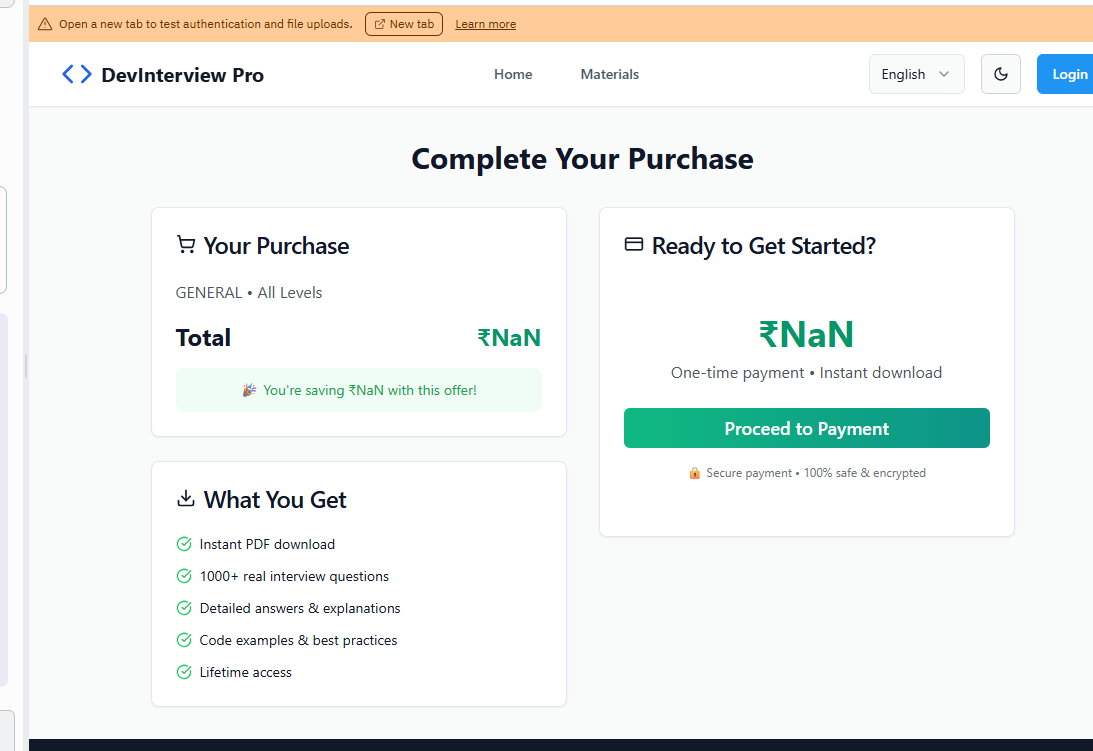 Open a new tab to test authentication and file uploads. New tab Learn more
DevInterview Pro Home Materials English Login
Complete Your Purchase
Your Purchase
GENERAL • All Levels
Total ₹NaN
🎉 You're saving ₹NaN with this offer!
Ready to Get Started?
₹NaN
One-time payment • Instant download
Proceed to Payment
🔒 Secure payment • 100% safe & encrypted
What You Get
Instant PDF download
1000+ real interview questions
Detailed answers & explanations
Code examples & best practices
Lifetime access